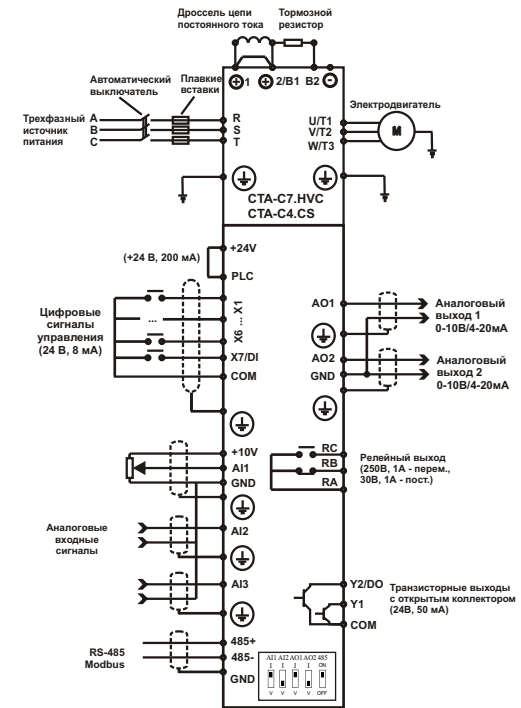 Дроссель цепи
постоянного тока
Тормозной
резистор
1
2/B1
B2
Автоматический
выключатель
Плавкие
вставки
Трехфазный
источник
питания
A
B
C
R
S
T
U/T1
V/T2
W/T3
Электродвигатель
M
CTA-C7.HVC
CTA-C4.CS
+24V
(+24 В, 200 мА)
PLC
Цифровые
сигналы
управления
(24 В, 8 мА)
...
X6 ... X1
X7/DI
COM
AO1
Аналоговый
выход 1
0-10В/4-20мА
AO2
GND
Аналоговый
выход 2
0-10В/4-20мА
+10V
AI1
GND
RC
RB
RA
Релейный выход
(250В, 1А - перем.,
30В, 1А - пост.)
Аналоговые
входные
сигналы
AI2
AI3
Y2/DO
Y1
COM
Транзисторные выходы
с открытым коллектором
(24В, 50 мА)
RS-485
Modbus
485+
485-
GND
AI1 AI2 AO1 AO2 485
I I I I ON
V V V V OFF